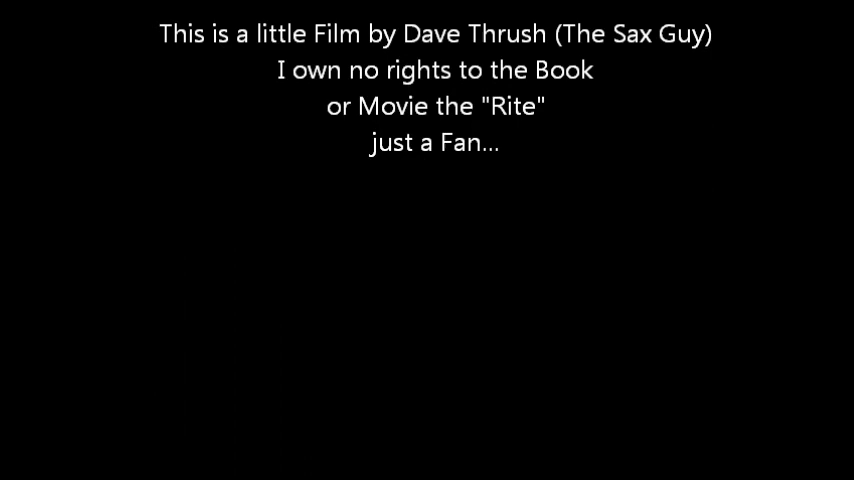 This is a little Film by Dave Thrush (The Sax Guy)
I own no rights to the Book
or Movie the "Rite"
just a Fan...